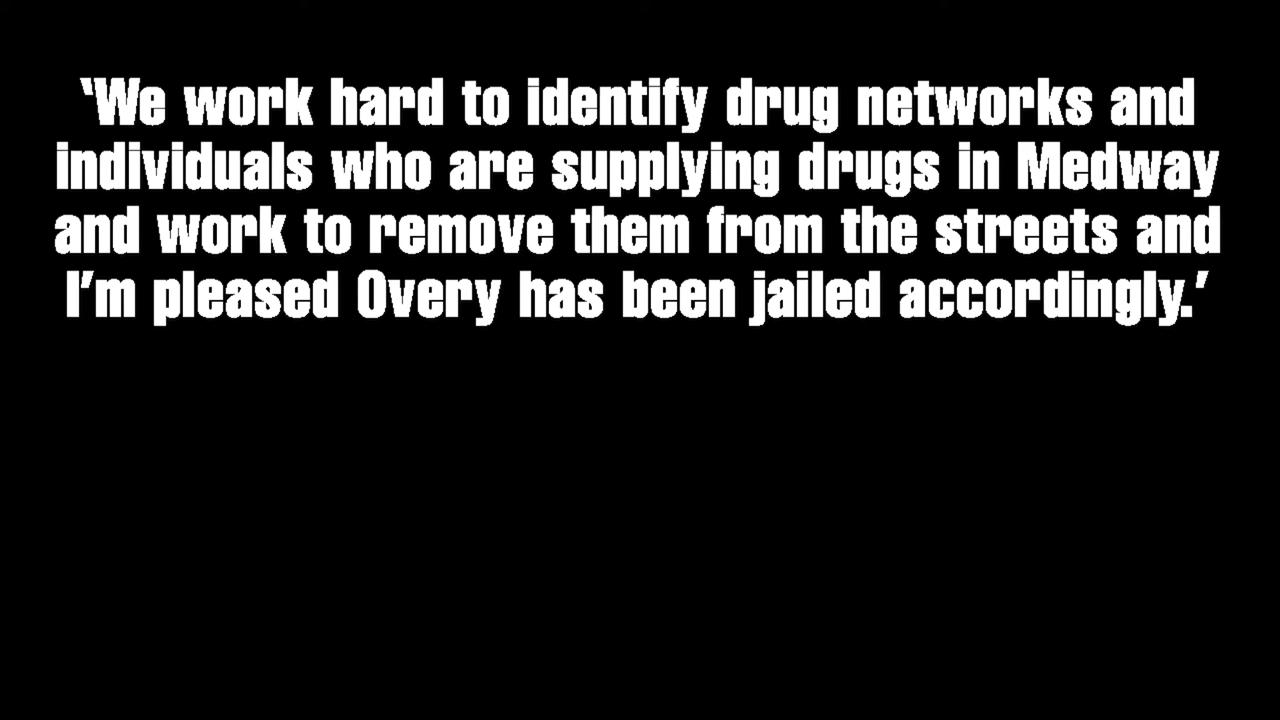 ‘We work hard to identify drug networks and
individuals who are supplying drugs in Medway
and work to remove them from the streets and
I’m pleased Overy has been jailed accordingly.’